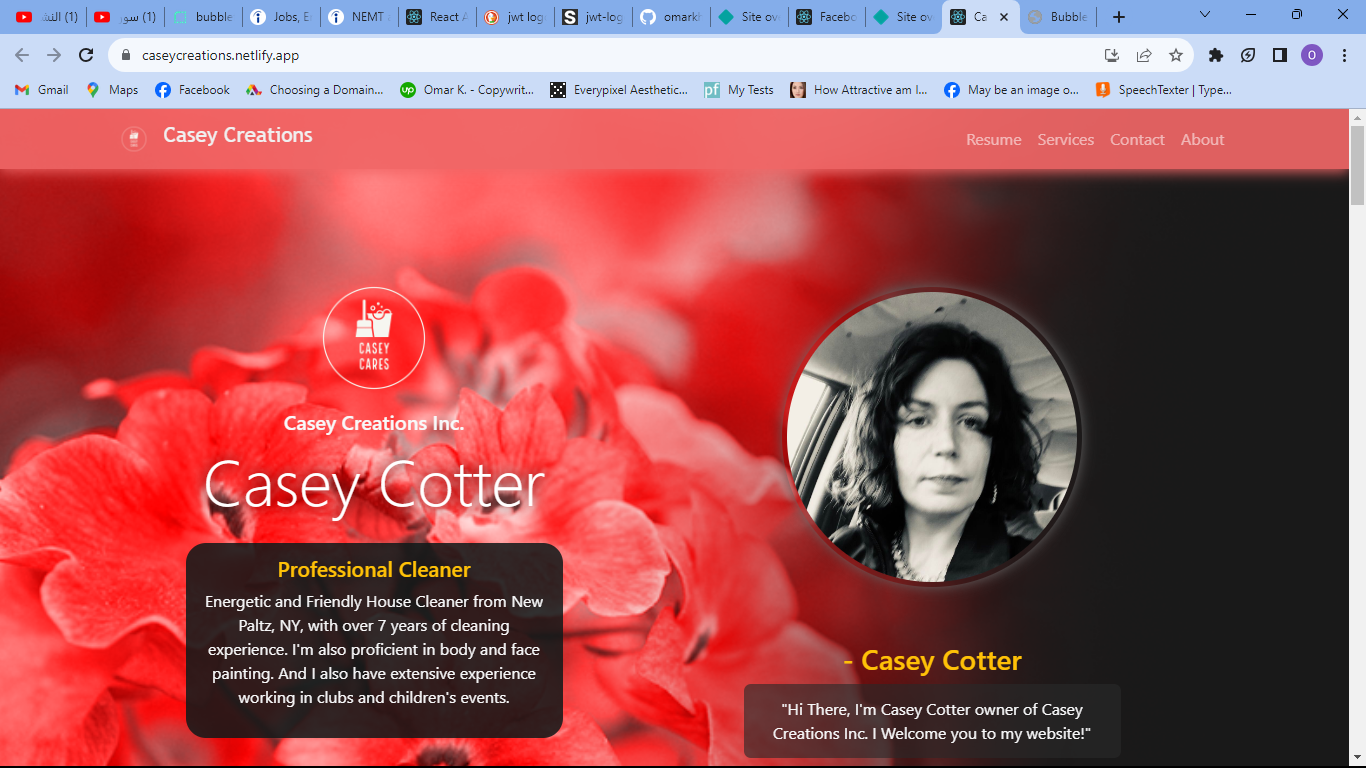 (1) النش
(1) سور
bubble
Jobs, E
NEMT
React A
jwt log
jwt-log
omarkh
Site ov
Facebo
Site ov
Ca
Bubble
caseycreations.netlify.app
O
Gmail
Maps
Facebook
Choosing a Domain...
Omar K. - Copywrit...
Everypixel Aesthetic...
My Tests
How Attractive am I...
May be an image o...
SpeechTexter | Type...
Casey Creations
Resume
Services
Contact
About
CASEY
CARES
Casey Creations Inc.
Casey Cotter
Professional Cleaner
Energetic and Friendly House Cleaner from New
Paltz, NY, with over 7 years of cleaning
experience. I'm also proficient in body and face
painting. And I also have extensive experience
working in clubs and children's events.
- Casey Cotter
"Hi There, I'm Casey Cotter owner of Casey
Creations Inc. I Welcome you to my website!"